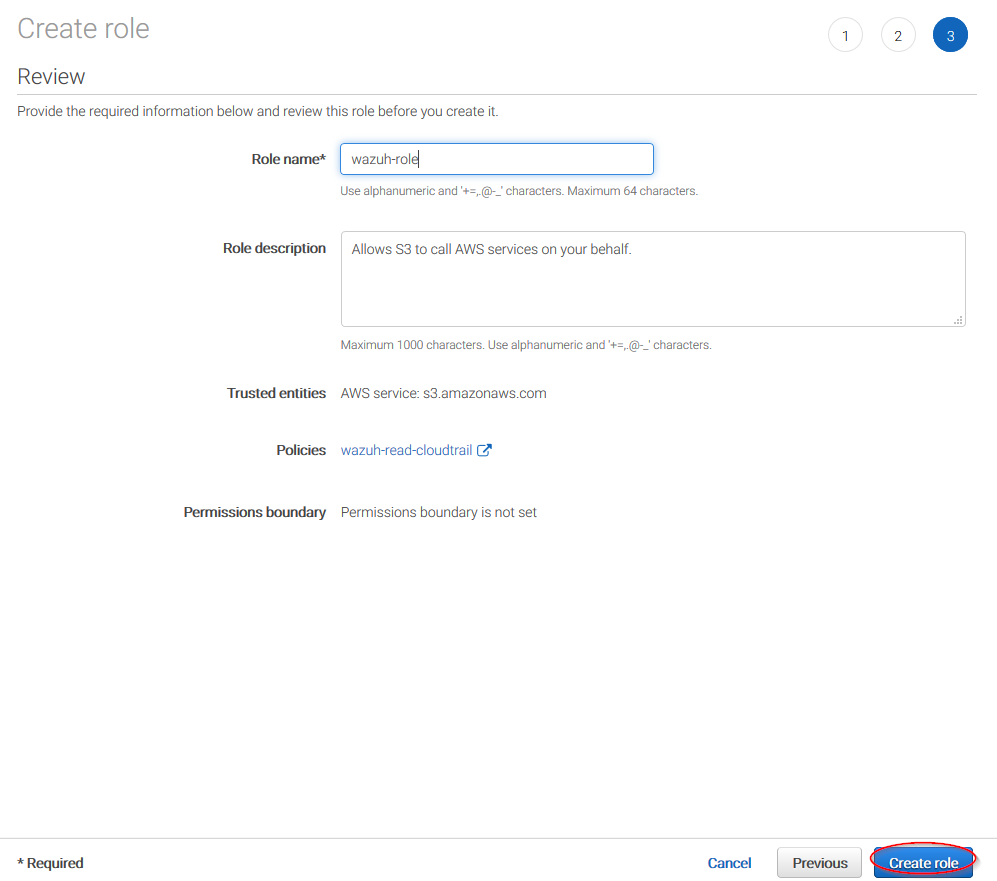 Create role
1 2 3
Review
Provide the required information below and review this role before you create it.
Role name* wazuh-role
Use alphanumeric and '+=,.@-_' characters. Maximum 64 characters.
Role description Allows S3 to call AWS services on your behalf.
Maximum 1000 characters. Use alphanumeric and '+=,.@-_' characters.
Trusted entities AWS service: s3.amazonaws.com
Policies wazuh-read-cloudtrail
Permissions boundary Permissions boundary is not set
* Required Cancel Previous Create role